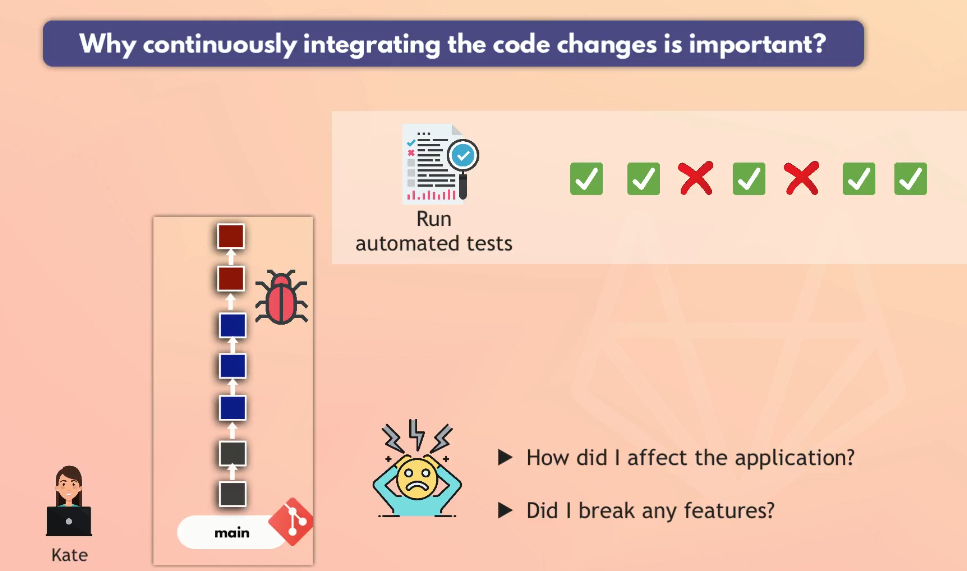 Why continuously integrating the code changes is important?
Run
automated tests
main
Kate
How did I affect the application?
Did I break any features?